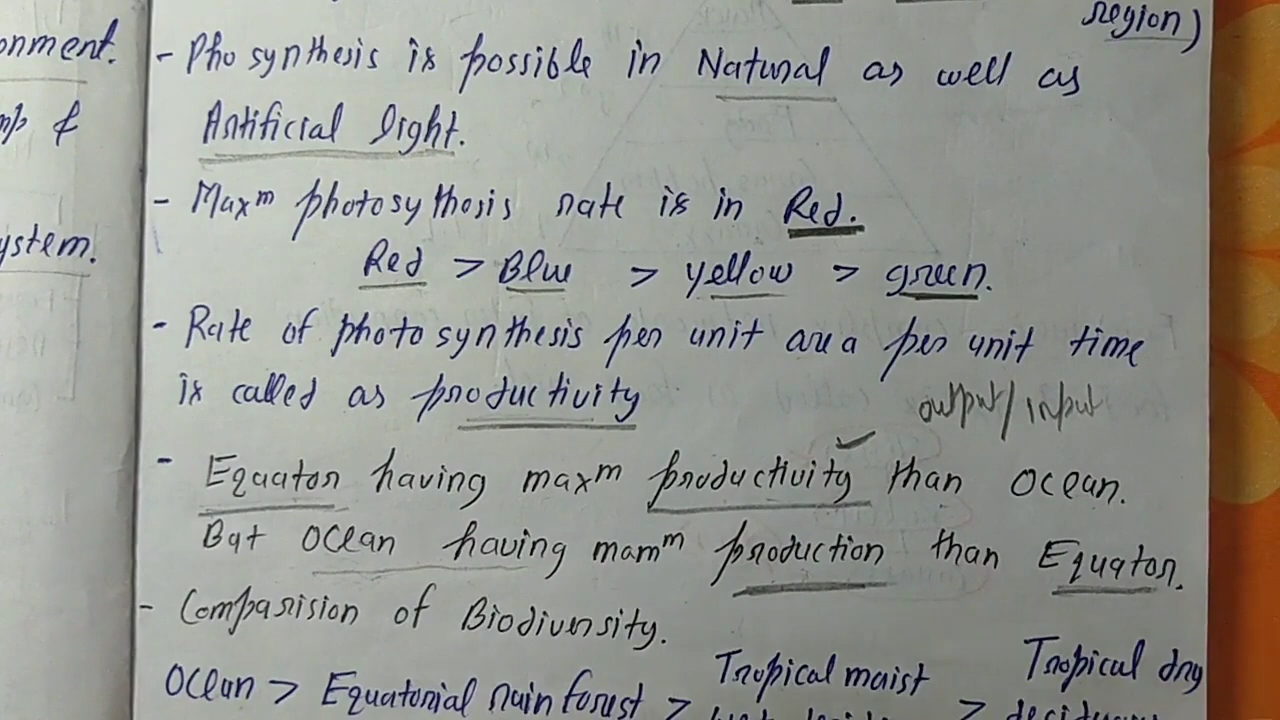 region)
onment.
- Pho synthesis is possible in Natural as well as
Artificial light.
- Maxᵐ photosythesis rate is in Red.
Red > Blue > yellow > green.
ystem.
- Rate of photo synthesis per unit area per unit time
is called as productivity
output/input
- Equator having maxᵐ productivity than ocean.
But ocean having mamᵐ production than Equator.
- Comparision of Biodiversity.
Ocean > Equatorial rain forest > Tropical maist > Tropical dry